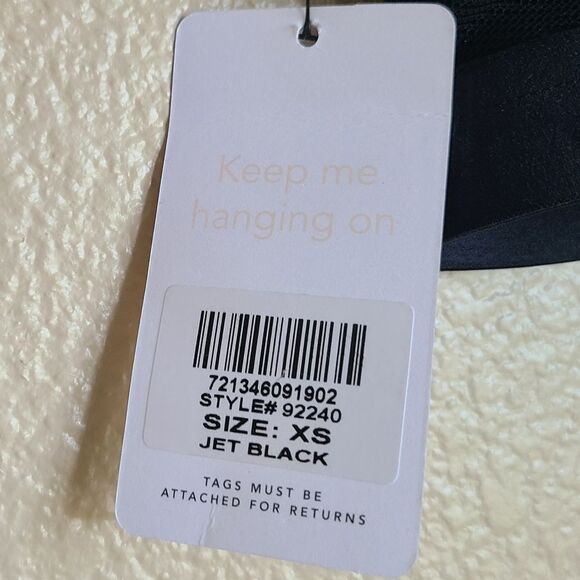 Keep me
hanging on
721346091902
STYLE# 92240
SIZE: XS
JET BLACK
TAGS MUST BE
ATTACHED FOR RETURNS